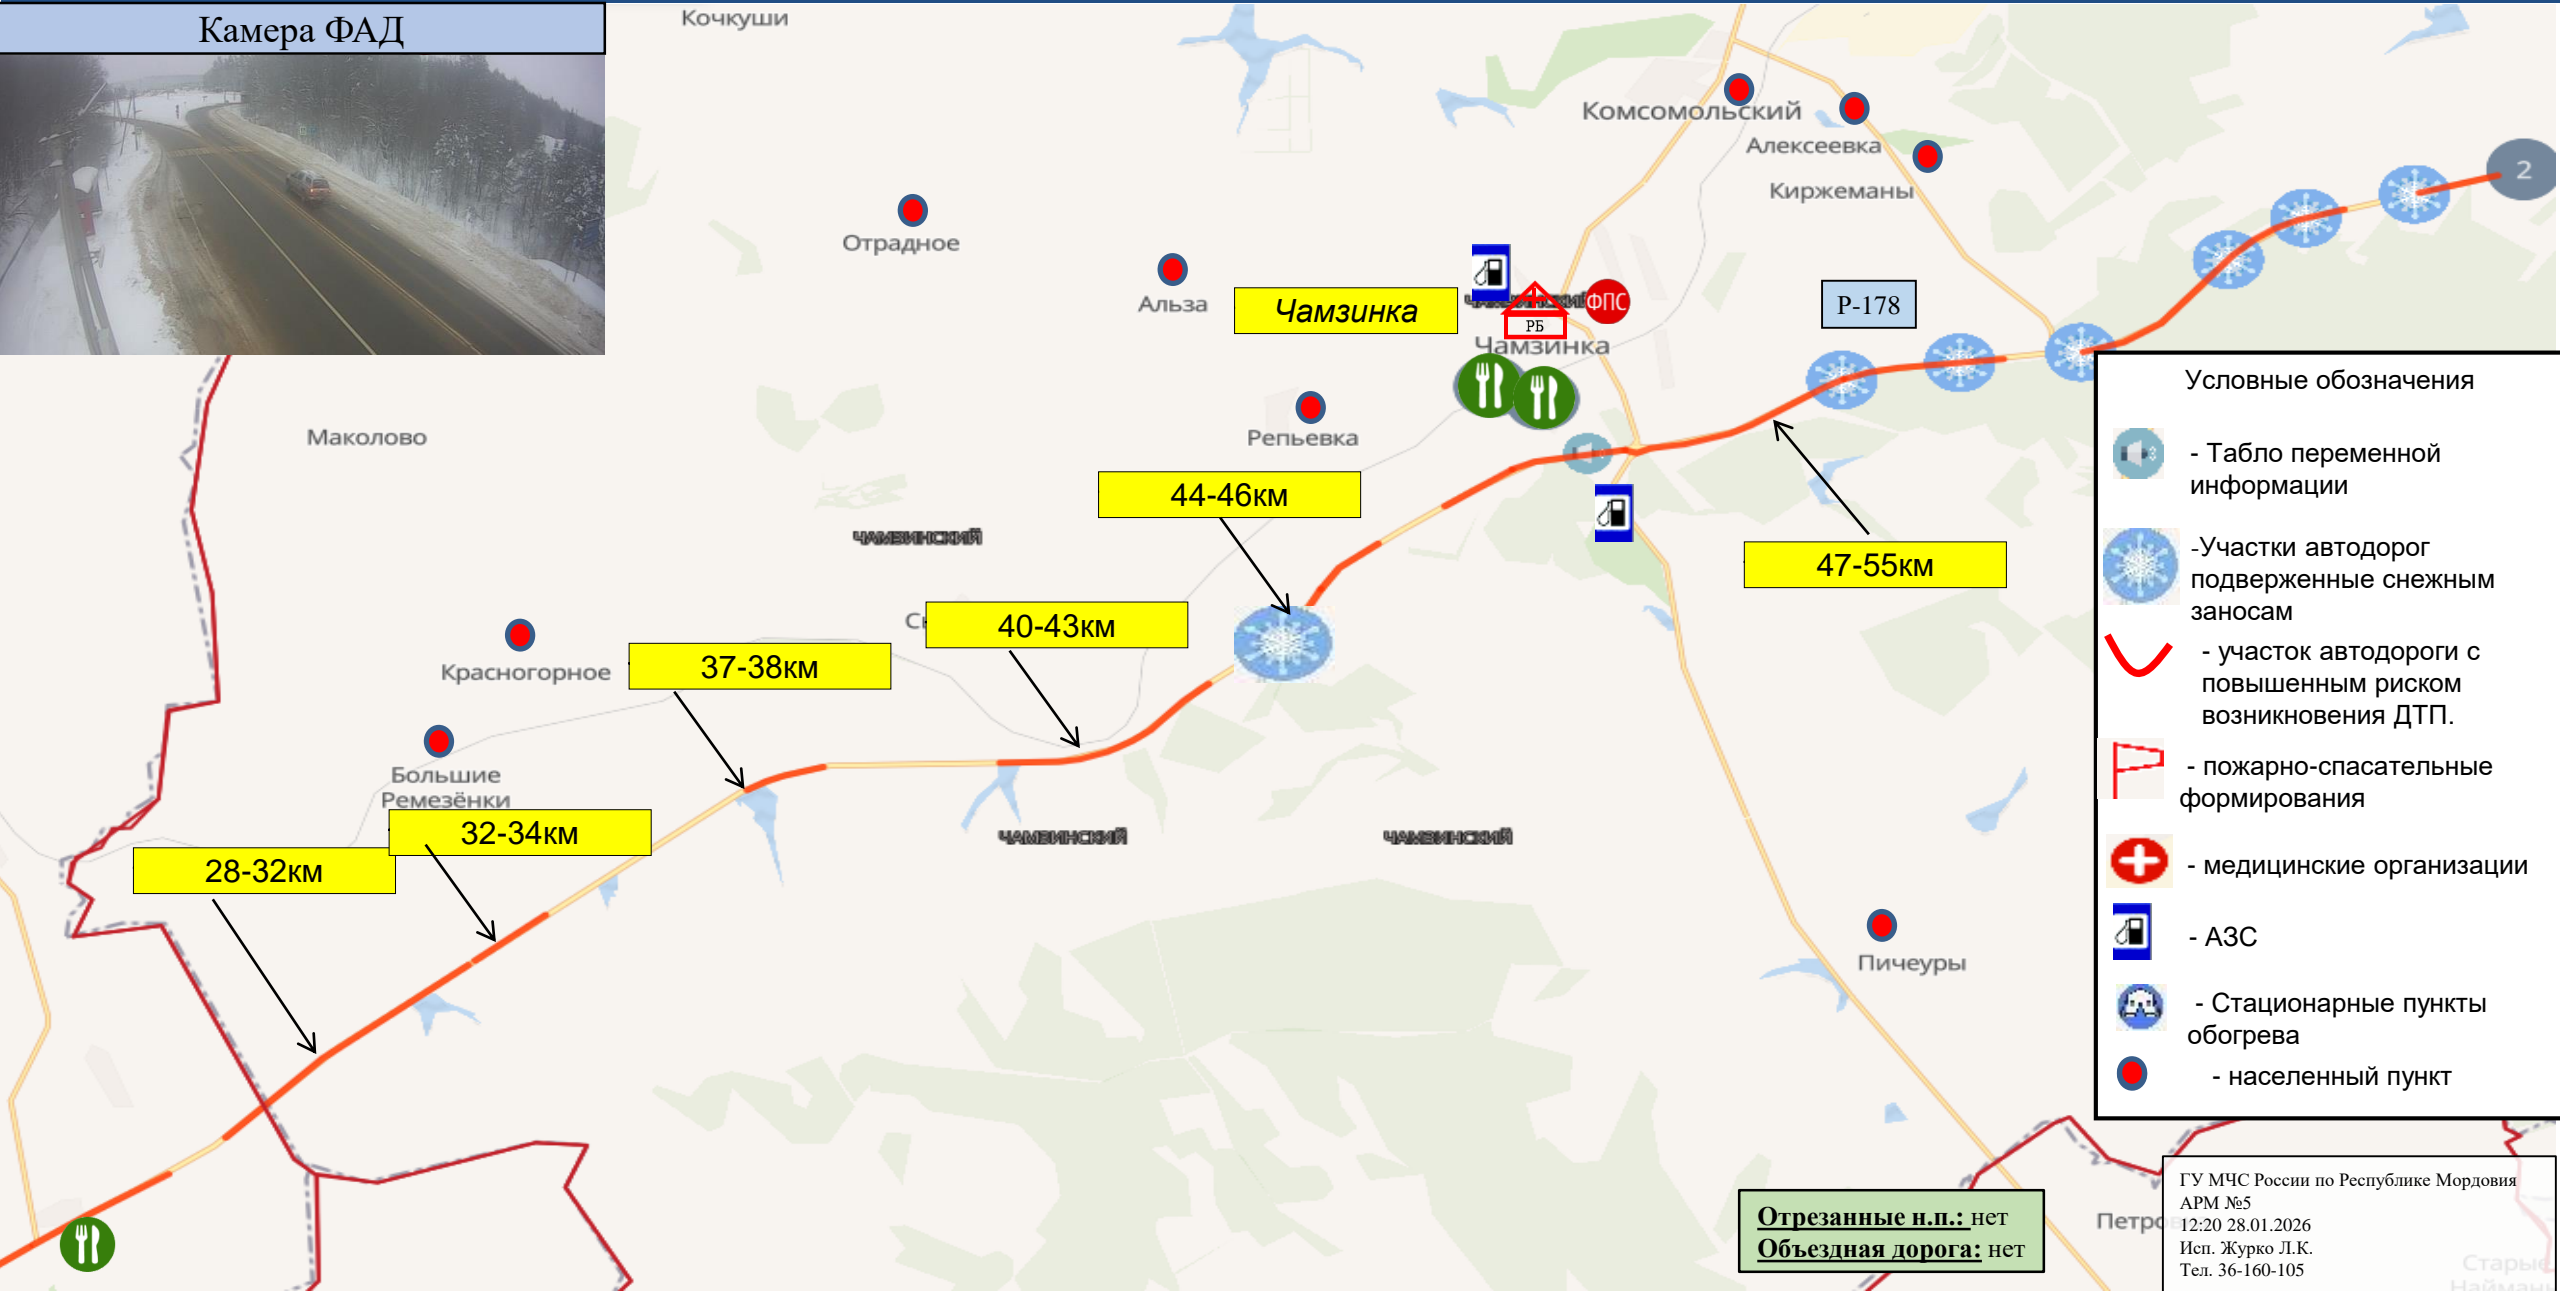 Камера ФАД
Кочкуши
Комсомольский
Алексеевка
Киржеманы
2
Отрадное
Альза
Чамзинка
ЧАМЗИНСКИЙ
ФПС
РБ
Чамзинка
Р-178
Маколово
Репьевка
44-46км
ЧАМЗИНСКИЙ
47-55км
40-43км
Красногорное
37-38км
Большие
Ремезёнки
32-34км
28-32км
ЧАМЗИНСКИЙ
ЧАМЗИНСКИЙ
Пичеуры
Условные обозначения
- Табло переменной
информации
-Участки автодорог
подверженные снежным
заносам
- участок автодороги с
повышенным риском
возникновения ДТП.
- пожарно-спасательные
формирования
- медицинские организации
- АЗС
- Стационарные пункты
обогрева
- населенный пункт
Отрезанные н.п.: нет
Объездная дорога: нет
ГУ МЧС России по Республике Мордовия
АРМ №5
12:20 28.01.2026
Исп. Журко Л.К.
Тел. 36-160-105